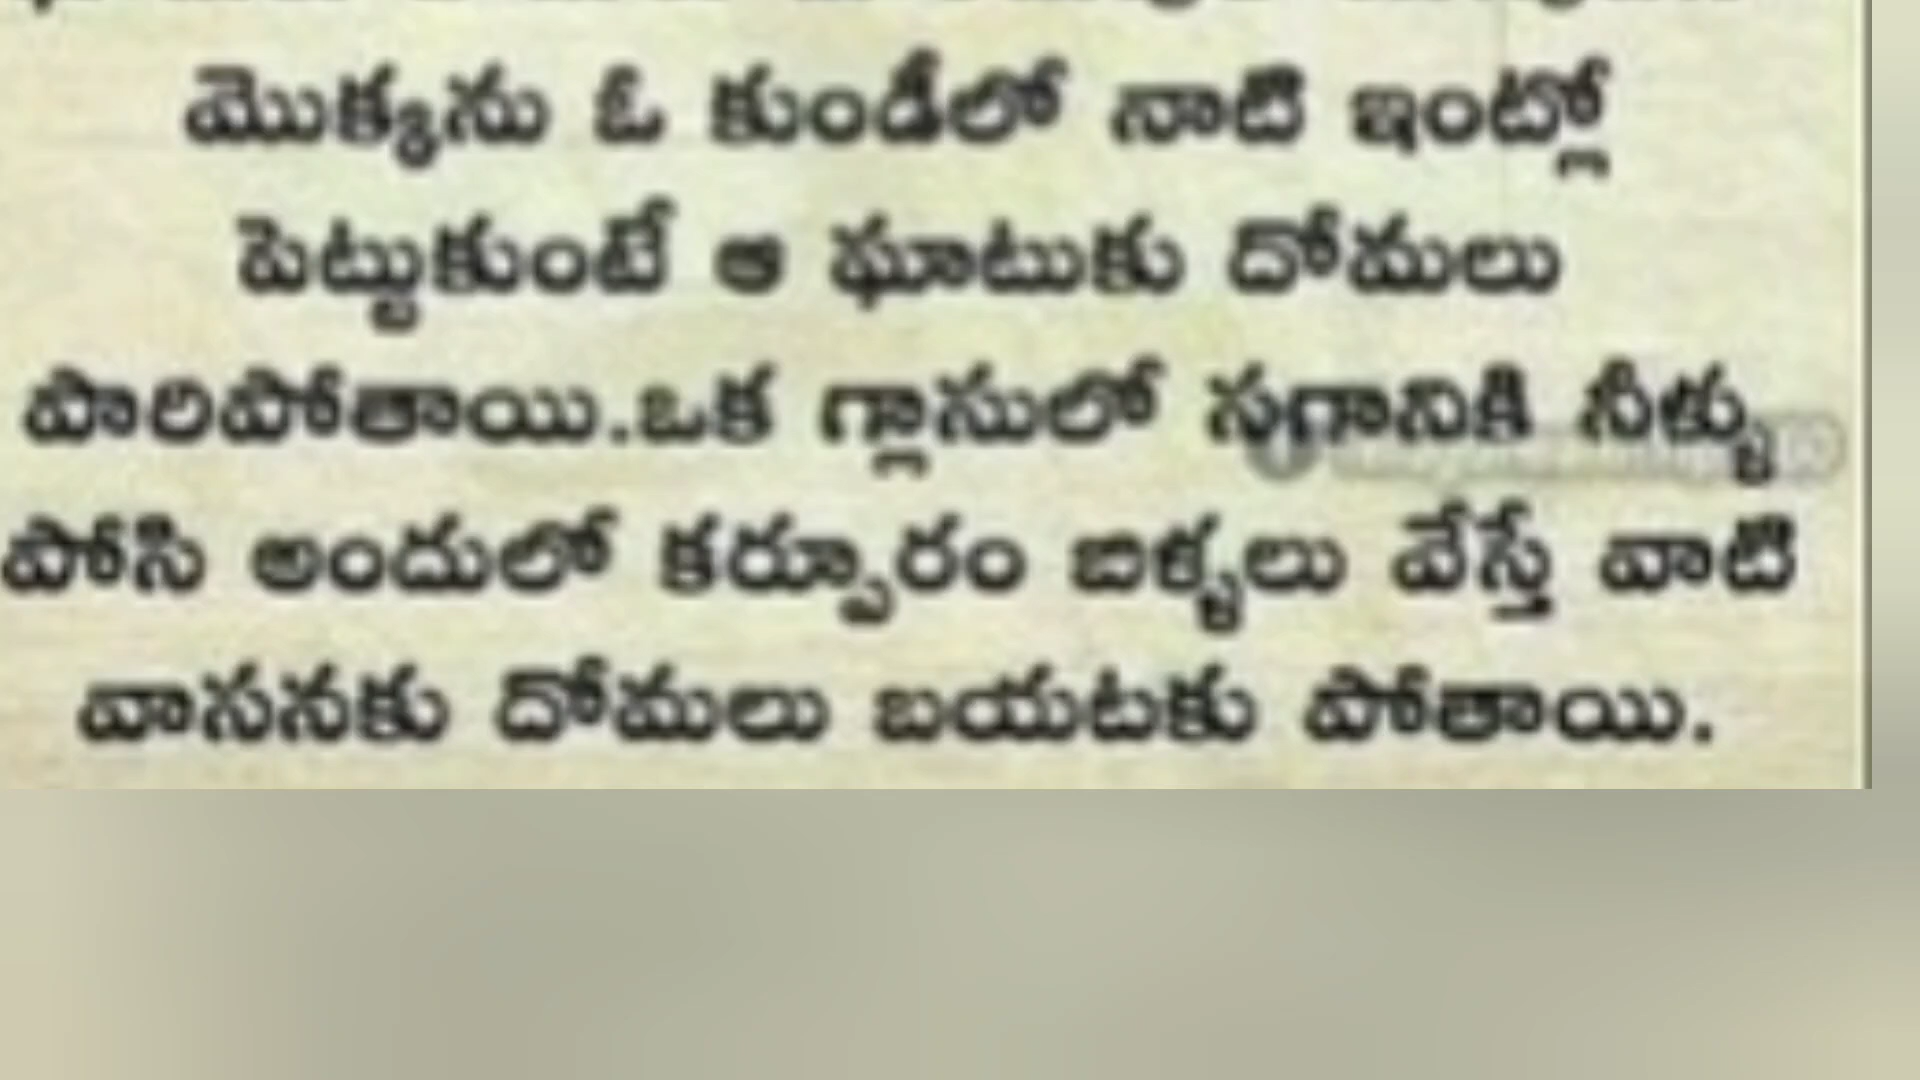 మొక్కను ఓ కుండీలో నాటి ఇంట్లో
పెట్టుకుంటే ఆ ఘాటుకు దోమలు
పారిపోతాయి.ఒక గ్లాసులో సగానికి నీళ్ళు
పోసి అందులో కర్పూరం బిళ్ళలు వేస్తే వాటి
వాసనకు దోమలు బయటకు పోతాయి.